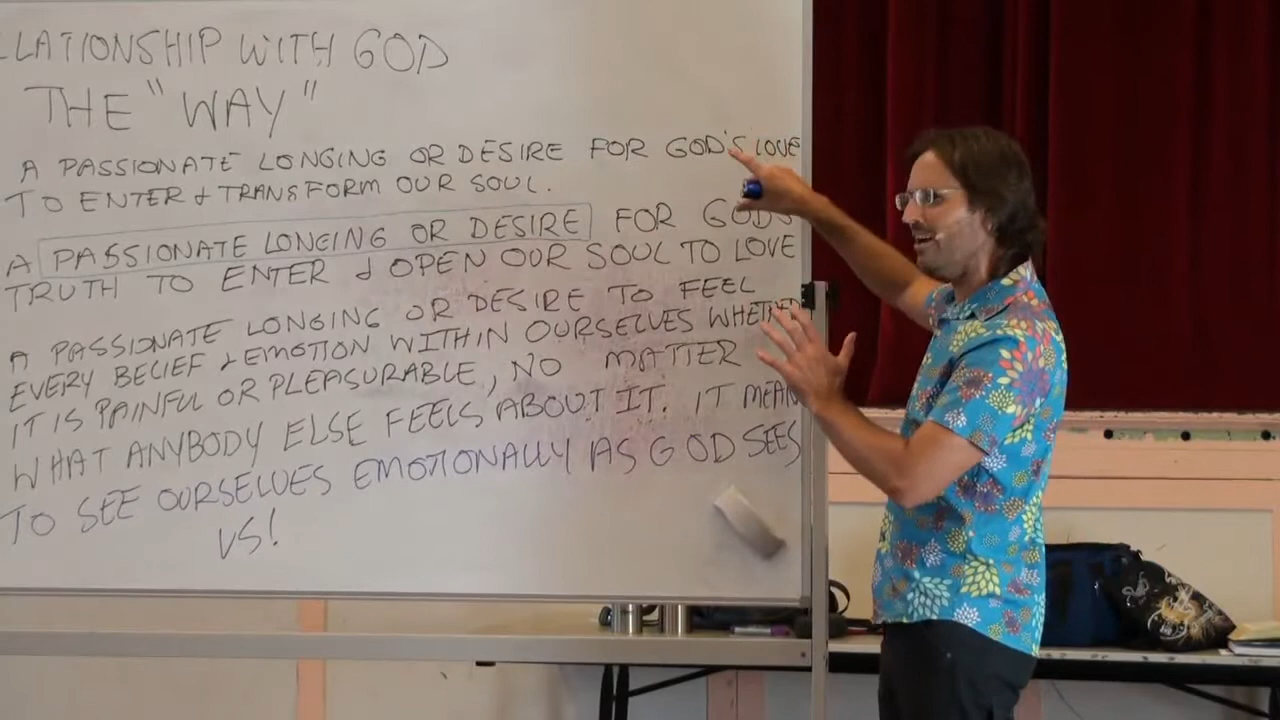 LATIONSHIP WITH GOD
THE "WAY"
A PASSIONATE LONGING OR DESIRE FOR GOD'S LOVE
TO ENTER & TRANSFORM OUR SOUL.
A PASSIONATE LONGING OR DESIRE FOR GOD'S
TRUTH TO ENTER & OPEN OUR SOUL TO LOVE
A PASSIONATE LONGING OR DESIRE TO FEEL
EVERY BELIEF & EMOTION WITHIN OURSELVES WHETHER
IT IS PAINFUL OR PLEASURABLE, NO MATTER
WHAT ANYBODY ELSE FEELS ABOUT IT. IT MEAN
TO SEE OURSELVES EMOTIONALLY AS GOD SEES
US!